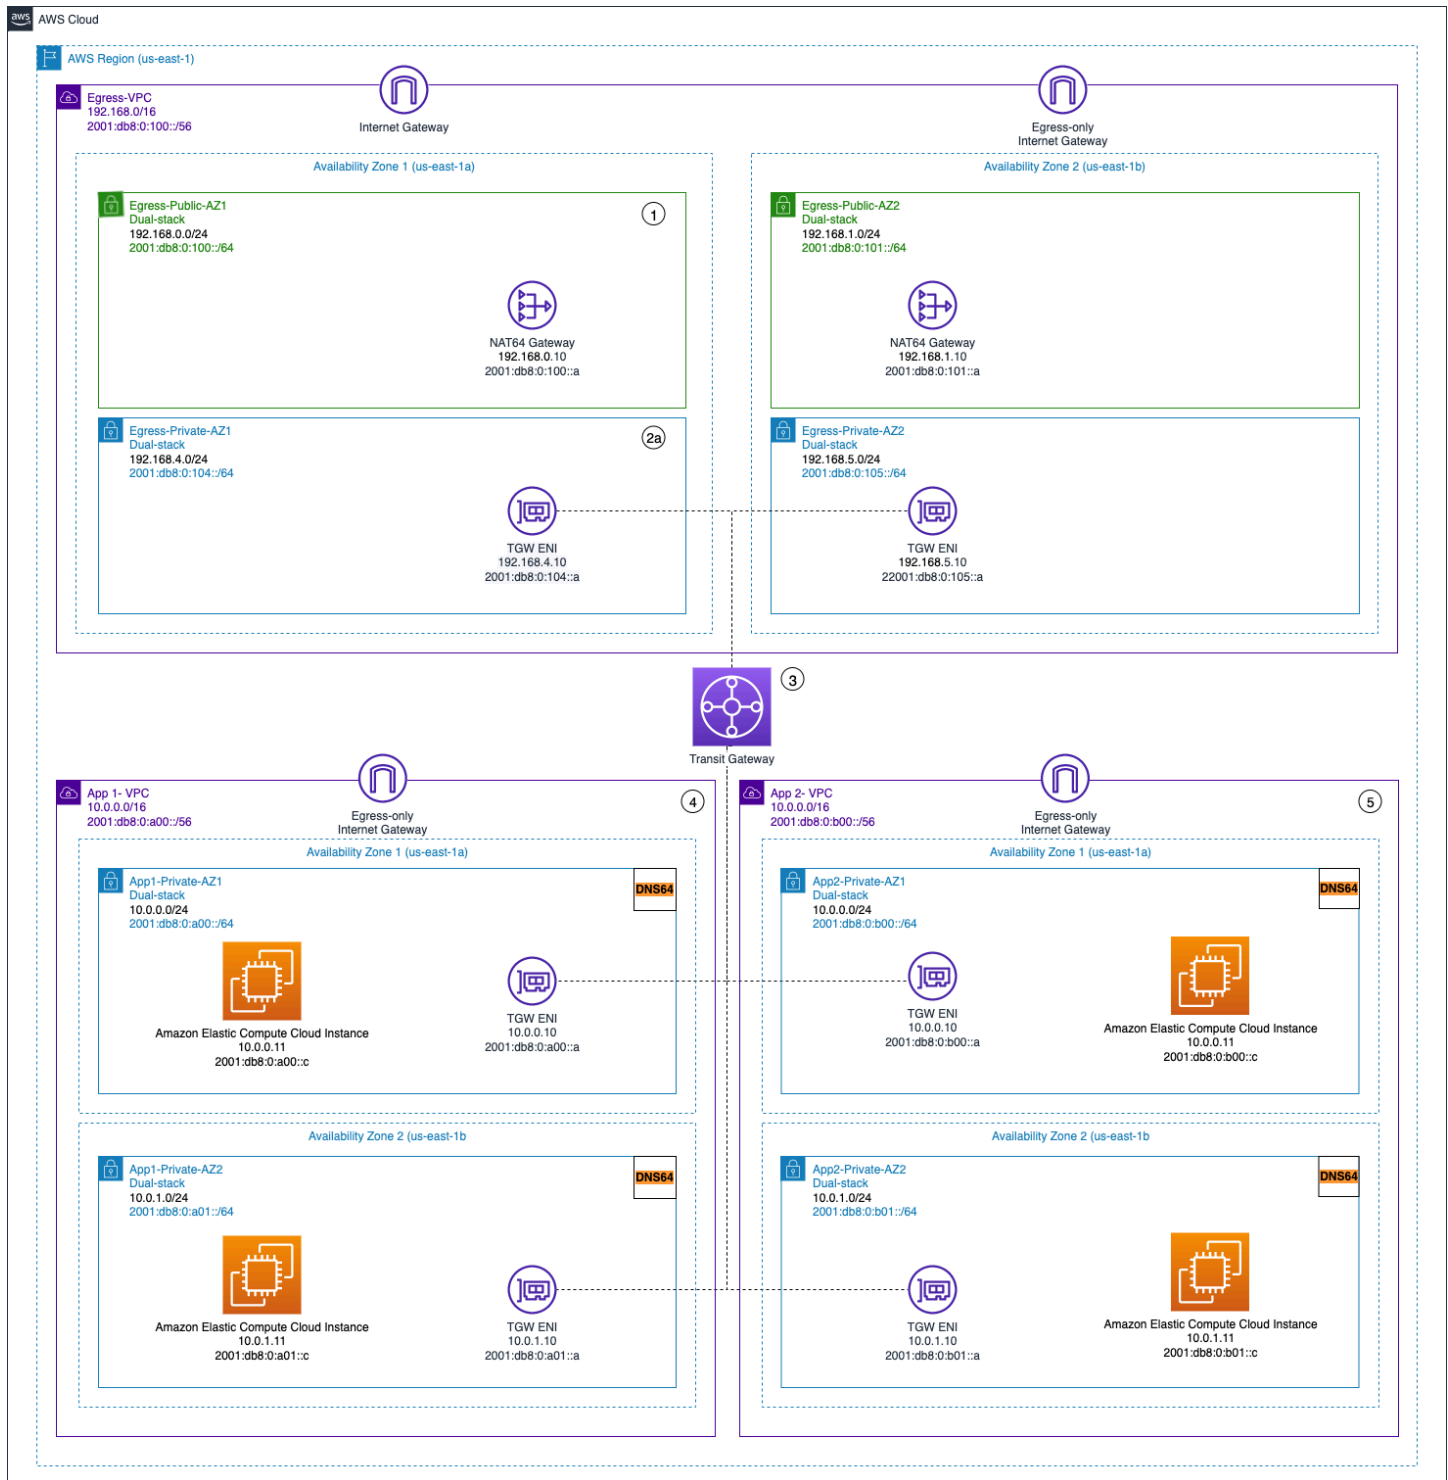 aws
AWS Cloud
AWS Region (us-east-1)
Egress-VPC
192.168.0/16
2001:db8:0:100::/56
Internet Gateway
Egress-only
Internet Gateway
Availability Zone 1 (us-east-1a)
Egress-Public-AZ1
Dual-stack
192.168.0.0/24
2001:db8:0:100::/64
1
NAT64 Gateway
192.168.0.10
2001:db8:0:100::a
Availability Zone 2 (us-east-1b)
Egress-Public-AZ2
Dual-stack
192.168.1.0/24
2001:db8:0:101::/64
NAT64 Gateway
192.168.1.10
2001:db8:0:101::a
Egress-Private-AZ1
Dual-stack
192.168.4.0/24
2001:db8:0:104::/64
2a
TGW ENI
192.168.4.10
2001:db8:0:104::a
Egress-Private-AZ2
Dual-stack
192.168.5.0/24
2001:db8:0:105::/64
TGW ENI
192.168.5.10
22001:db8:0:105::a
3
Transit Gateway
App 1- VPC
10.0.0.0/16
2001:db8:0:a00::/56
Egress-only
Internet Gateway
4
Availability Zone 1 (us-east-1a)
App1-Private-AZ1
Dual-stack
10.0.0.0/24
2001:db8:0:a00::/64
DNS64
Amazon Elastic Compute Cloud Instance
10.0.0.11
2001:db8:0:a00::c
TGW ENI
10.0.0.10
2001:db8:0:a00::a
Availability Zone 2 (us-east-1b
App1-Private-AZ2
Dual-stack
10.0.1.0/24
2001:db8:0:a01::/64
DNS64
Amazon Elastic Compute Cloud Instance
10.0.1.11
2001:db8:0:a01::c
TGW ENI
10.0.1.10
2001:db8:0:a01::a
App 2- VPC
10.0.0.0/16
2001:db8:0:b00::/56
Egress-only
Internet Gateway
5
Availability Zone 1 (us-east-1a)
App2-Private-AZ1
Dual-stack
10.0.0.0/24
2001:db8:0:b00::/64
DNS64
TGW ENI
10.0.0.10
2001:db8:0:b00::a
Amazon Elastic Compute Cloud Instance
10.0.0.11
2001:db8:0:b00::c
Availability Zone 2 (us-east-1b
App2-Private-AZ2
Dual-stack
10.0.1.0/24
2001:db8:0:b01::/64
DNS64
TGW ENI
10.0.1.10
2001:db8:0:b01::a
Amazon Elastic Compute Cloud Instance
10.0.1.11
2001:db8:0:b01::c